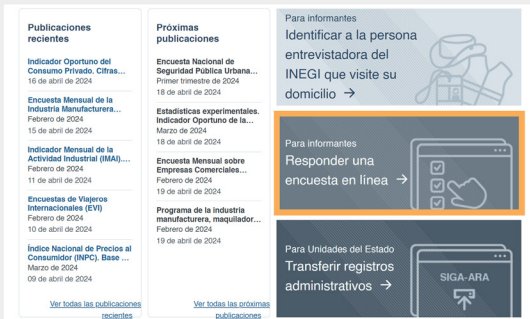 Publicaciones
recientes
Indicador Oportuno del
Consumo Privado. Cifras…
16 de abril de 2024
Encuesta Mensual de la
Industria Manufacturera…
Febrero de 2024
15 de abril de 2024
Indicador Mensual de la
Actividad Industrial (IMAI).…
Febrero de 2024
11 de abril de 2024
Encuestas de Viajeros
Internacionales (EVI)
Febrero de 2024
10 de abril de 2024
Índice Nacional de Precios al
Consumidor (INPC). Base …
Marzo de 2024
09 de abril de 2024
Ver todas las publicaciones
recientes
Próximas
publicaciones
Encuesta Nacional de
Seguridad Pública Urbana…
Primer trimestre de 2024
18 de abril de 2024
Estadísticas experimentales.
Indicador Oportuno de la…
Marzo de 2024
18 de abril de 2024
Encuesta Mensual sobre
Empresas Comerciales…
Febrero de 2024
19 de abril de 2024
Programa de la industria
manufacturera, maquilador…
Febrero de 2024
19 de abril de 2024
Ver todas las próximas
publicaciones
Para informantes
Identificar a la persona
entrevistadora del
INEGI que visite su
domicilio →
Para informantes
Responder una
encuesta en línea →
Para Unidades del Estado
Transferir registros
administrativos →
SIGA-ARA